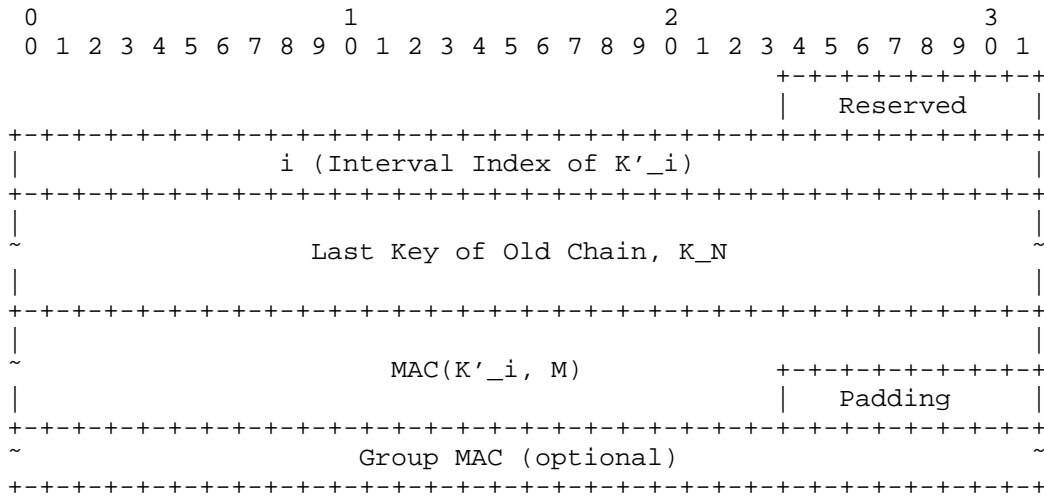 0                   1                   2                   3
 0 1 2 3 4 5 6 7 8 9 0 1 2 3 4 5 6 7 8 9 0 1 2 3 4 5 6 7 8 9 0 1
                                                +-+-+-+-+-+-+-+-+
                                                |   Reserved    |
+-+-+-+-+-+-+-+-+-+-+-+-+-+-+-+-+-+-+-+-+-+-+-+-+-+-+-+-+-+-+-+-+
|                i (Interval Index of K’_i)                     |
+-+-+-+-+-+-+-+-+-+-+-+-+-+-+-+-+-+-+-+-+-+-+-+-+-+-+-+-+-+-+-+-+
|                                                               |
~                  Last Key of Old Chain, K_N                   ~
|                                                               |
+-+-+-+-+-+-+-+-+-+-+-+-+-+-+-+-+-+-+-+-+-+-+-+-+-+-+-+-+-+-+-+-+
|                                                               |
~                       MAC(K’_i, M)            +-+-+-+-+-+-+-+-+
|                                               |   Padding     |
+-+-+-+-+-+-+-+-+-+-+-+-+-+-+-+-+-+-+-+-+-+-+-+-+-+-+-+-+-+-+-+-+
~                     Group MAC (optional)                      ~
+-+-+-+-+-+-+-+-+-+-+-+-+-+-+-+-+-+-+-+-+-+-+-+-+-+-+-+-+-+-+-+-+